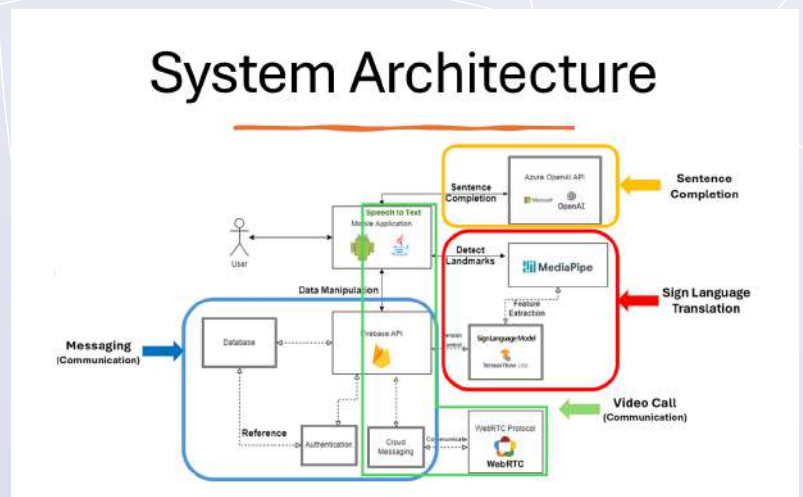 System Architecture
Azure OpenAI API
Microsoft
OpenAI
Sentence
Completion
Sentence
Completion
Speech to Text
Mobile Application
User
Detect
Landmarks
MediaPipe
Sign Language
Translation
Data Manipulation
Feature
Extraction
Messaging
(Communication)
Database
Firebase API
Sign Language Model
Tensorflow Lite
Video Call
(Communication)
Reference
Authentication
Cloud
Messaging
Communicate
WebRTC Protocol
WebRTC